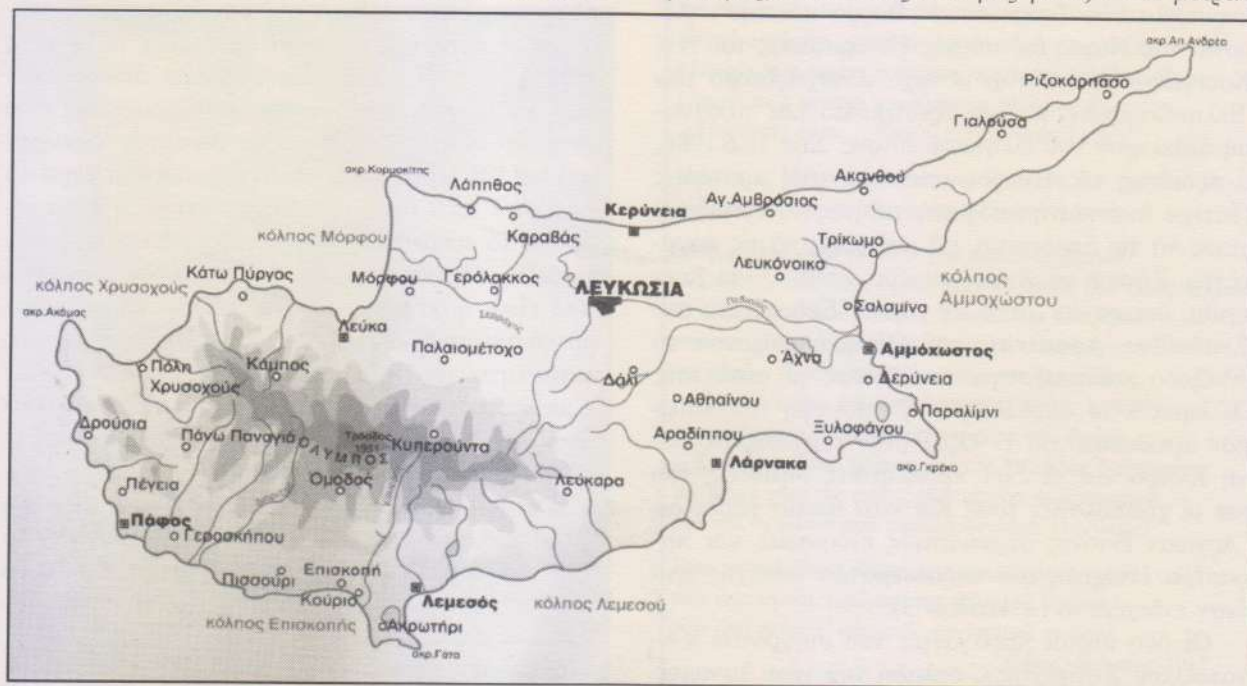 ακρ.Απ.Ανδρέα
Ριζοκάρπασο
Γιαλούσα
ακρ.Κορμακίτης
Λάπηθος
Ακανθού
Αγ.Αμβρόσιος
Κερύνεια
Καραβάς
κόλπος Μόρφου
Τρίκωμο
Κάτω Πύργος
Μόρφου
Γερόλακκος
Λευκόνοικο
κόλπος
Αμμοχώστου
κόλπος Χρυσοχούς
ΛΕΥΚΩΣΙΑ
Σαλαμίνα
ακρ.Ακάμας
Λεύκα
Παλαιομέτοχο
Αμμόχωστος
Πόλη
Χρυσοχούς
Κάμπος
Άχνα
Δάλι
Δερύνεια
Αθηαίνου
Παραλίμνι
Δρούσια
Πάνω Παναγιά
Τρόοδος
1951
Κυπερούντα
Αραδίππου
Ξυλοφάγου
ΛΥΜΠΟΣ
Λάρνακα
ακρ.Γκρέκο
Όμοδος
Πέγεια
Λεύκαρα
Πάφος
Γεροσκήπου
Πισσούρι
Επισκοπή
Κούριο
Λεμεσός
κόλπος Λεμεσού
κόλπος Επισκοπής
Ακρωτήρι
ακρ.Γάτα